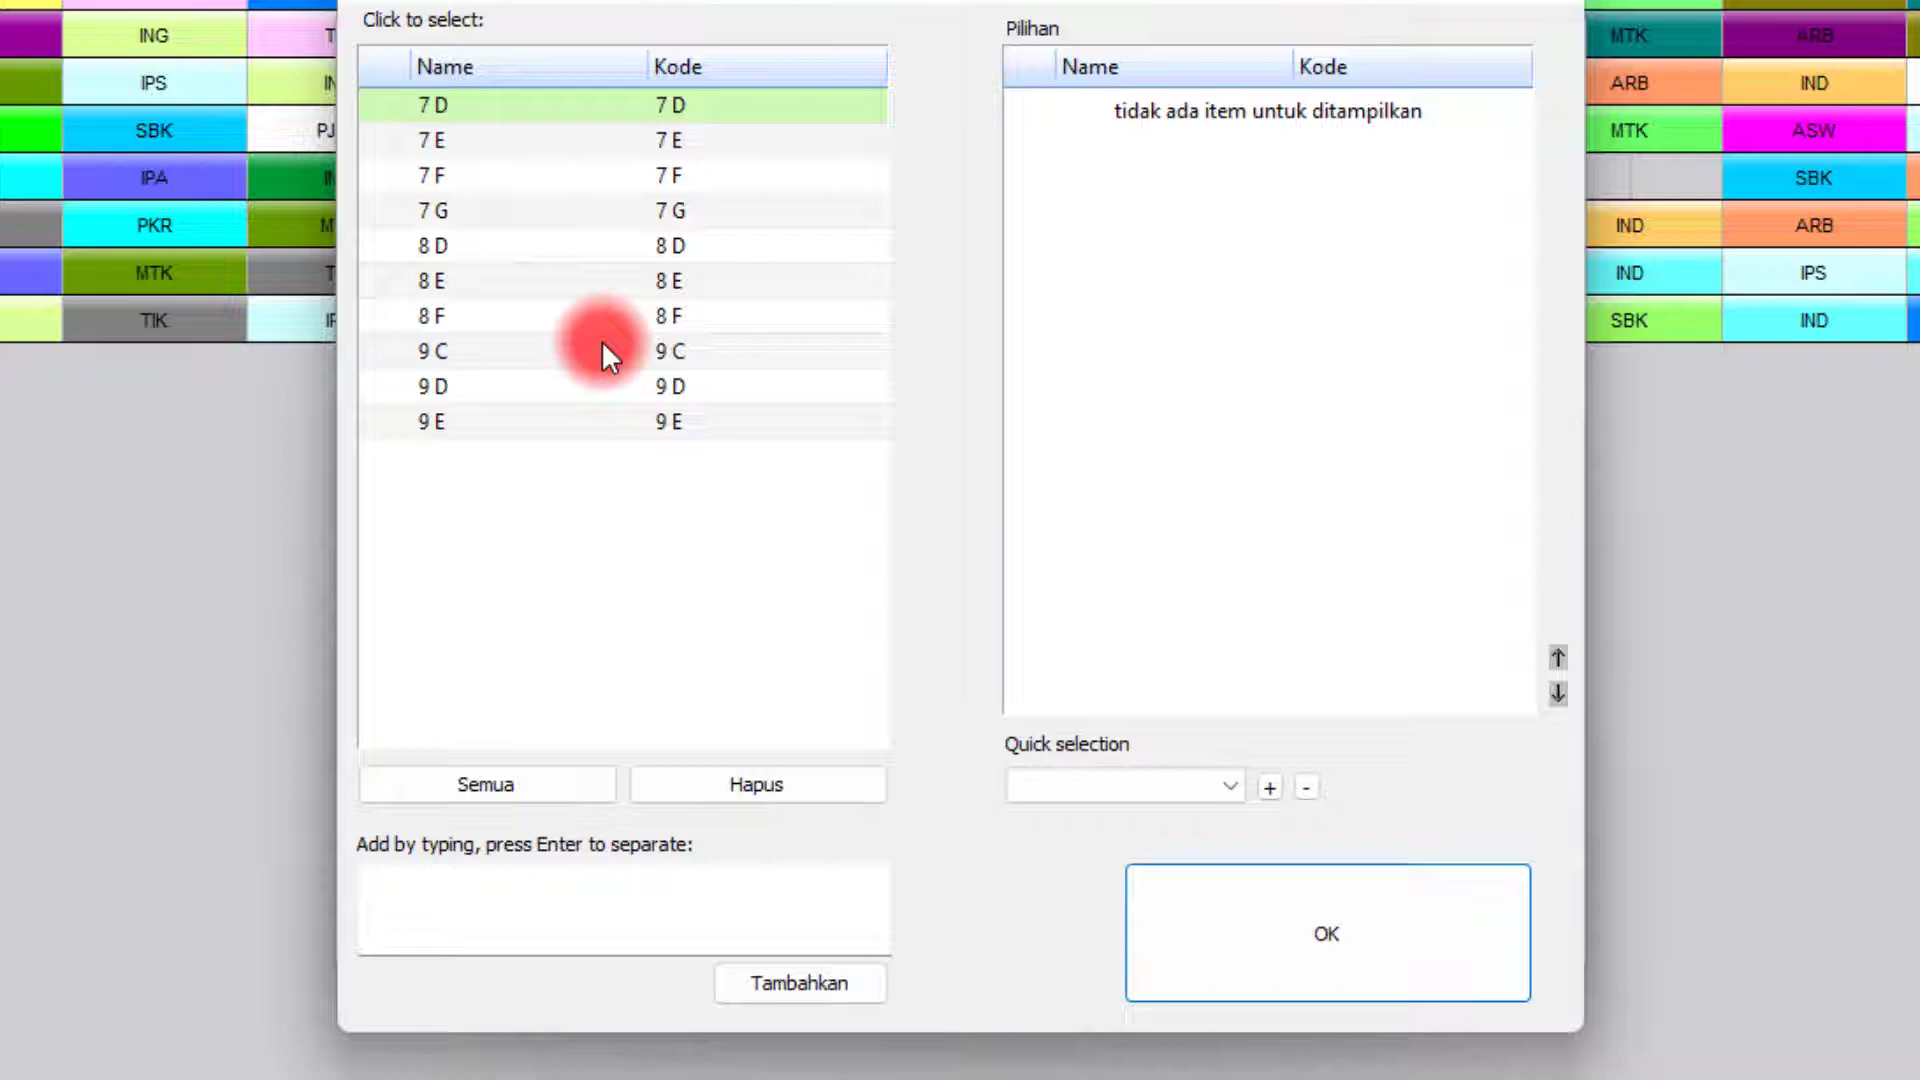 Click to select:
Name Kode
7 D 7 D
7 E 7 E
7 F 7 F
7 G 7 G
8 D 8 D
8 E 8 E
8 F 8 F
9 C 9 C
9 D 9 D
9 E 9 E
Semua Hapus
Add by typing, press Enter to separate:
Tambahkan
Pilihan
Name Kode
tidak ada item untuk ditampilkan
Quick selection
+ -
OK
ING
IPS
SBK
IPA
PKR
MTK
TIK
MTK ARB
ARB IND
MTK ASW
SBK
IND ARB
IND IPS
SBK IND